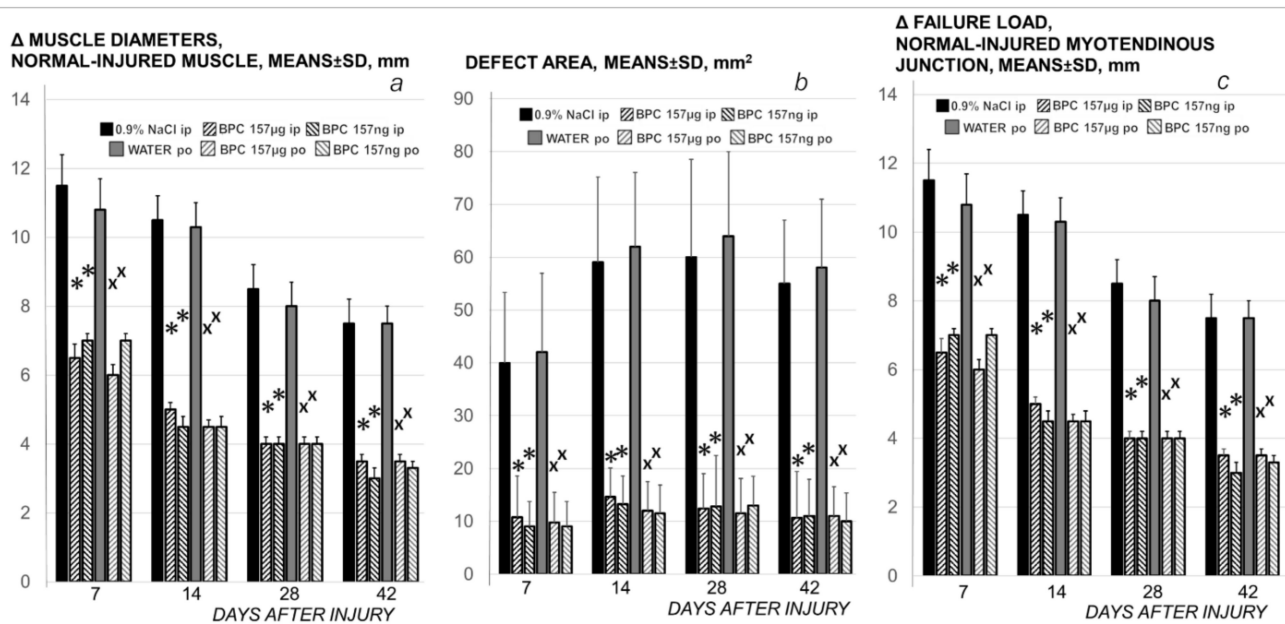 Δ MUSCLE DIAMETERS,
NORMAL-INJURED MUSCLE, MEANS±SD, mm
a
14
12
10
8
6
4
2
0
0.9% NaCl ip BPC 157µg ip BPC 157ng ip
WATER po BPC 157µg po BPC 157ng po
* * x x
* * x x
* * x x
* * x x
7 14 28 42
DAYS AFTER INJURY
DEFECT AREA, MEANS±SD, mm²
b
90
80
70
60
50
40
30
20
10
0
0.9% NaCl ip BPC 157µg ip BPC 157ng ip
WATER po BPC 157µg po BPC 157ng po
* * x x
* * x x
* * x x
* * x x
7 14 28 42
DAYS AFTER INJURY
Δ FAILURE LOAD,
NORMAL-INJURED MYOTENDINOUS
JUNCTION, MEANS±SD, mm
c
14
12
10
8
6
4
2
0
0.9% NaCl ip BPC 157µg ip BPC 157ng ip
WATER po BPC 157µg po BPC 157ng po
* * x x
* * x x
* * x x
* * x x
7 14 28 42
DAYS AFTER INJURY